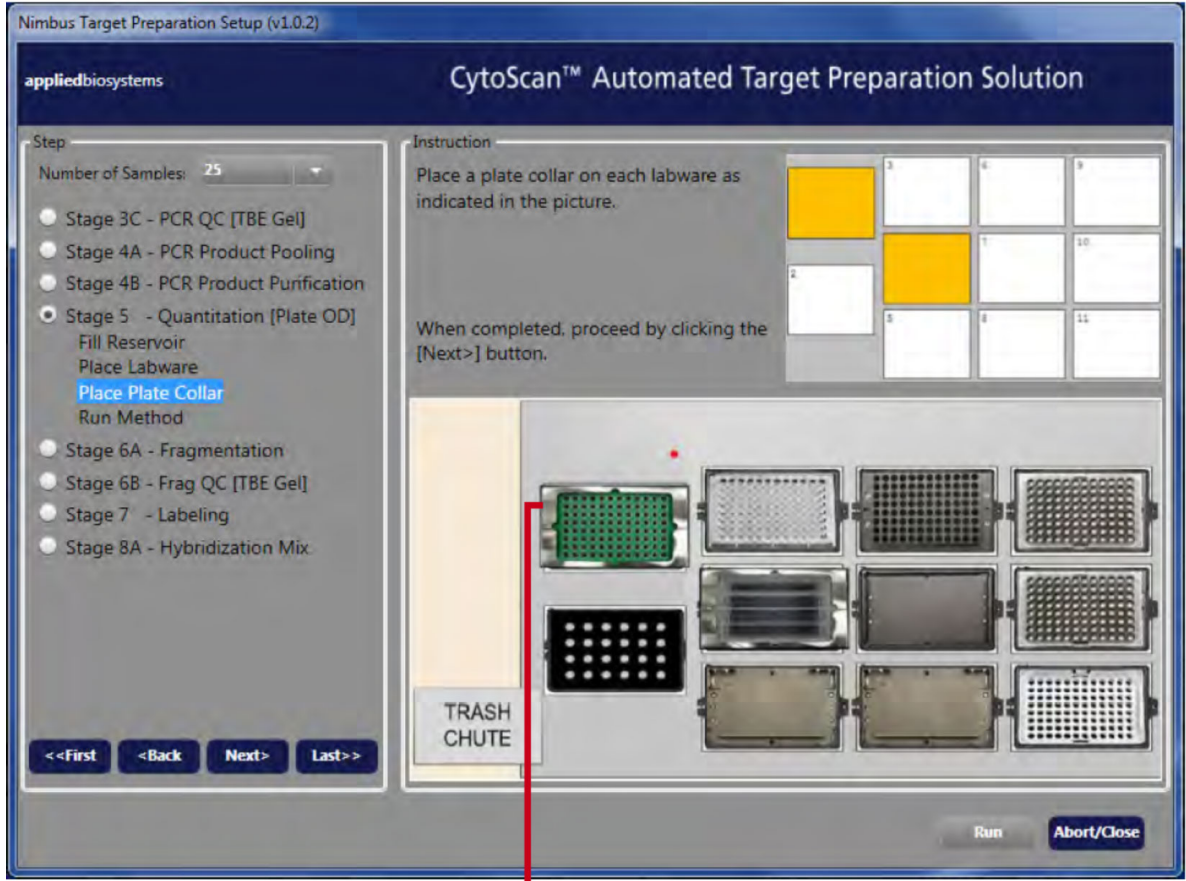 Nimbus Target Preparation Setup (v1.0.2)
appliedbiosystems
CytoScan™ Automated Target Preparation Solution
Step
Number of Samples: 25
Stage 3C - PCR QC [TBE Gel]
Stage 4A - PCR Product Pooling
Stage 4B - PCR Product Purification
Stage 5 - Quantitation [Plate OD]
Fill Reservoir
Place Labware
Place Plate Collar
Run Method
Stage 6A - Fragmentation
Stage 6B - Frag QC [TBE Gel]
Stage 7 - Labeling
Stage 8A - Hybridization Mix
<<First <Back Next> Last>>
Instruction
Place a plate collar on each labware as
indicated in the picture.
When completed, proceed by clicking the
[Next>] button.
3 6 9
7 10
2
5 8 11
TRASH
CHUTE
Run Abort/Close